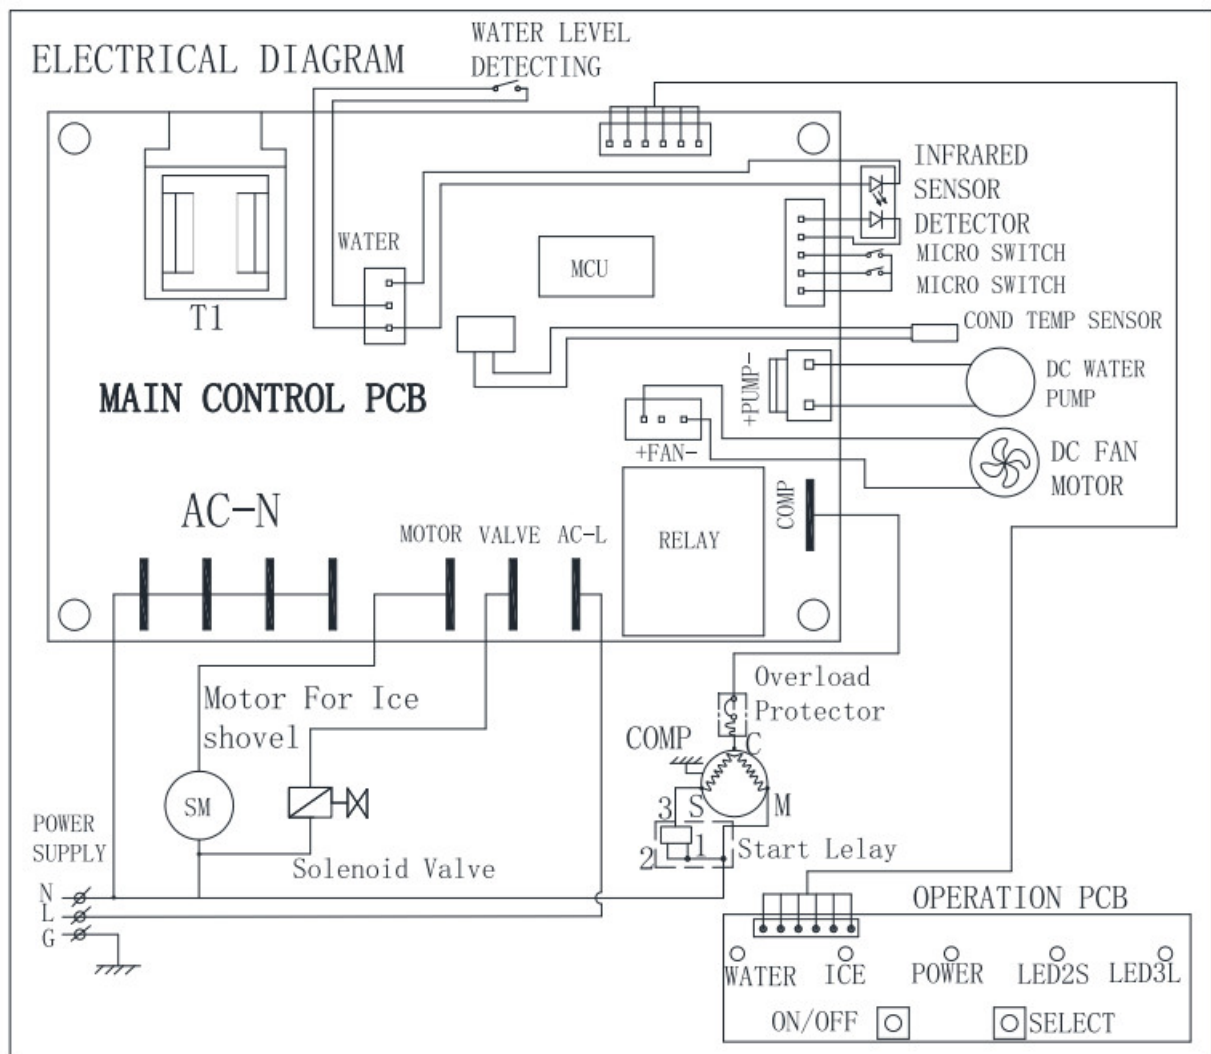 ELECTRICAL DIAGRAM
WATER LEVEL
DETECTING
INFRARED
SENSOR
DETECTOR
MICRO SWITCH
MICRO SWITCH
WATER
MCU
T1
COND TEMP SENSOR
MAIN CONTROL PCB
+PUMP-
DC WATER
PUMP
+FAN-
DC FAN
MOTOR
AC-N
MOTOR
VALVE
AC-L
RELAY
COMP
Overload
Protector
Motor For Ice
shovel
COMP
C
SM
3
S
M
POWER
SUPPLY
2
1
Start Lelay
Solenoid Valve
N
L
G
OPERATION PCB
WATER
ICE
POWER
LED2S
LED3L
ON/OFF
SELECT